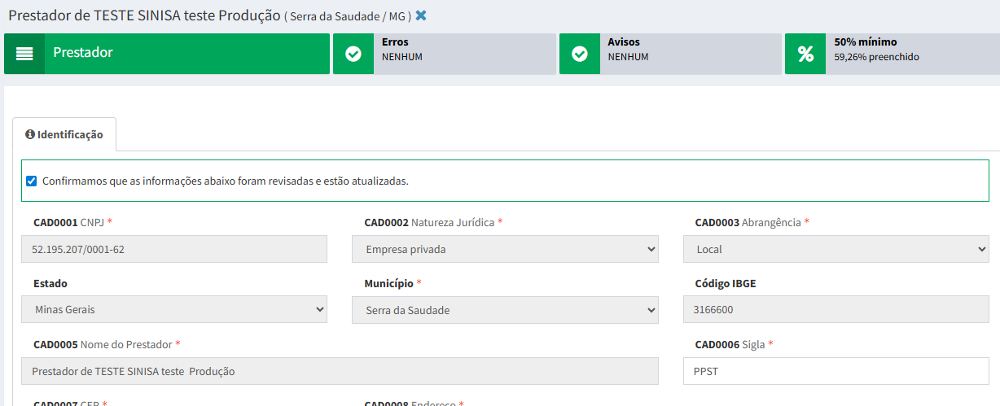 Prestador de TESTE SINISA teste Produção ( Serra da Saudade / MG )
Prestador
Erros
NENHUM
Avisos
NENHUM
50% mínimo
59,26% preenchido
Identificação
Confirmamos que as informações abaixo foram revisadas e estão atualizadas.
CAD0001 CNPJ *
CAD0002 Natureza Jurídica *
CAD0003 Abrangência *
52.195.207/0001-62
Empresa privada
Local
Estado
Município *
Código IBGE
Minas Gerais
Serra da Saudade
3166600
CAD0005 Nome do Prestador *
CAD0006 Sigla *
Prestador de TESTE SINISA teste  Produção
PPST
CAD0007 CEP *
CAD0008 Endereço *